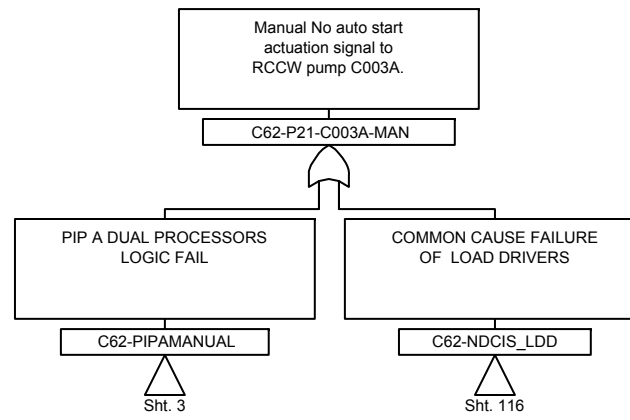 Manual No auto start
actuation signal to
RCCW pump C003A.
C62-P21-C003A-MAN
PIP A DUAL PROCESSORS
LOGIC FAIL
COMMON CAUSE FAILURE
OF LOAD DRIVERS
C62-PIPAMANUAL
C62-NDCIS_LDD
Sht. 3
Sht. 116